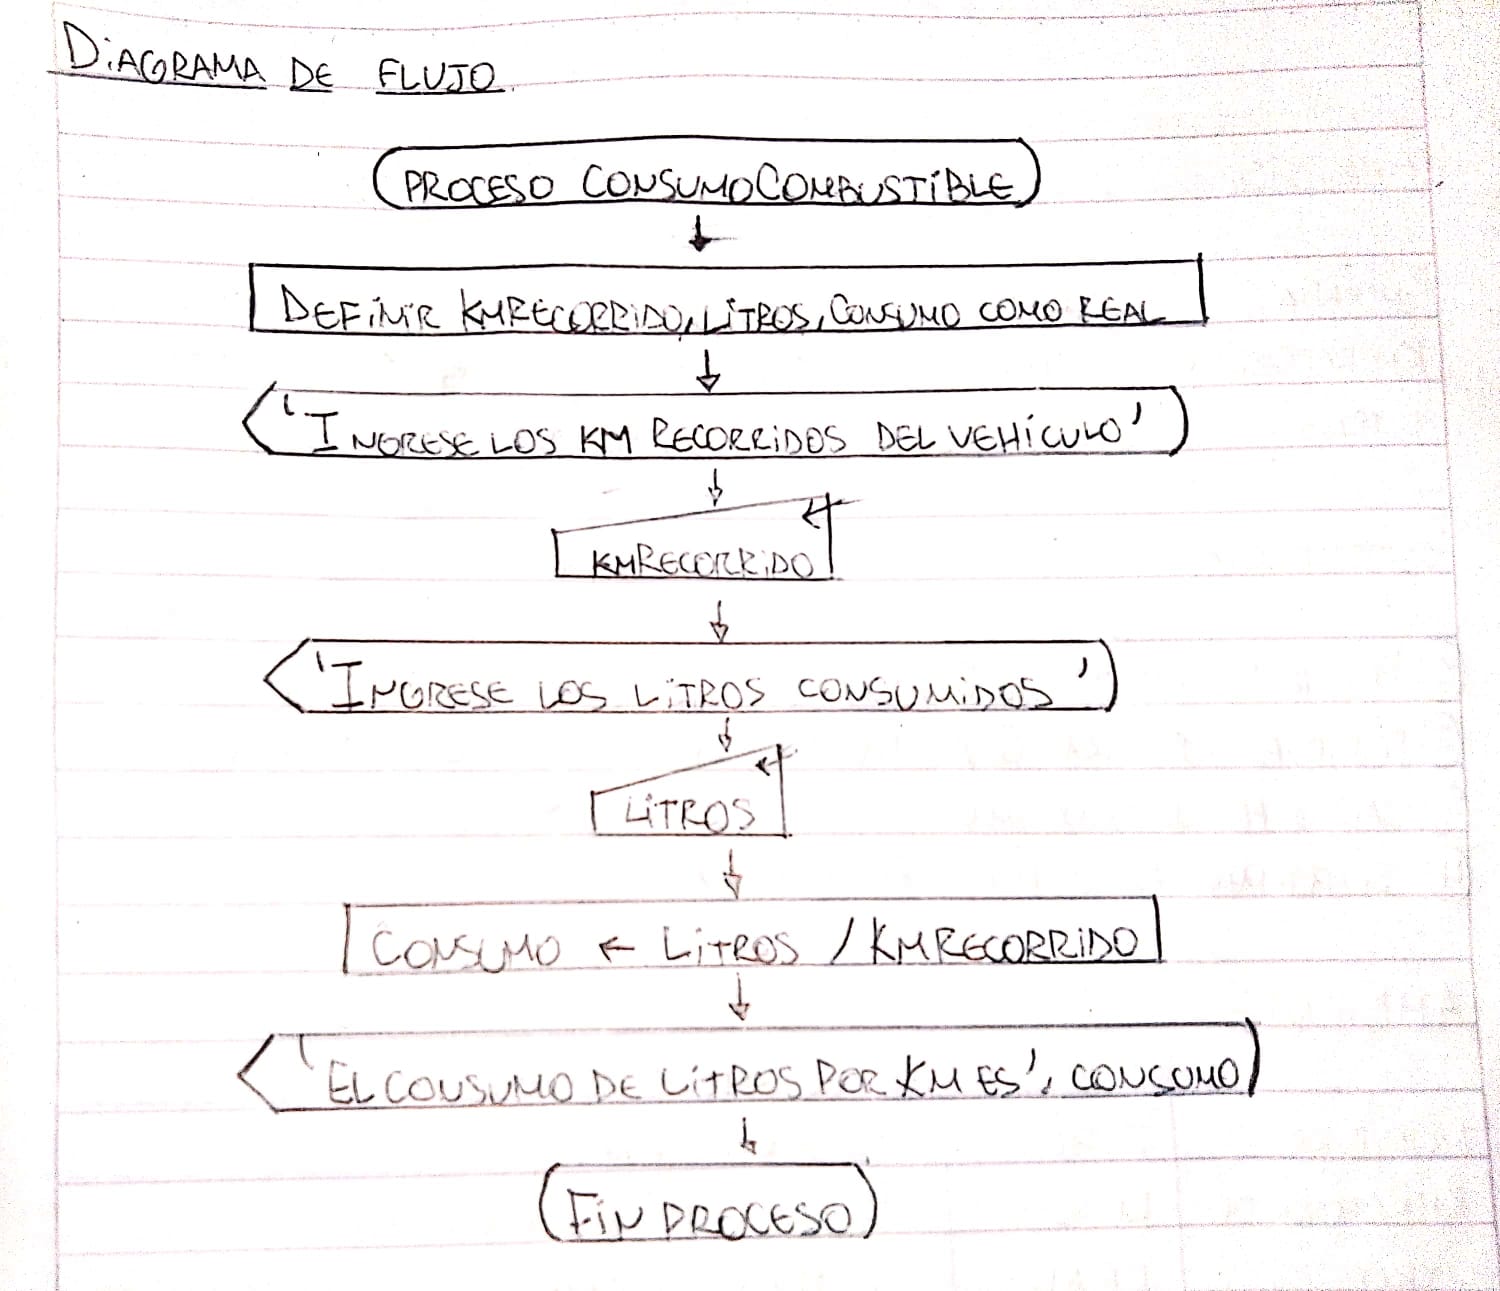 DiAGRAMA DE FLUJO.
PROCESO CONSUMOCOMBUSTiBLE
DEFiNiR KMRECORRiDO, LiTROS, CONSUMO COMO REAL
'INGRESE LOS KM RECORRiDOS DEL VEHÍCULO'
KMRECORRiDO
'INGRESE LOS LiTROS CONSUMiDOS'
LiTROS
CONSUMO ← LiTROS / KMRECORRiDO
'EL CONSUMO DE LiTROS POR KM ES', CONSUMO
FiN PROCESO